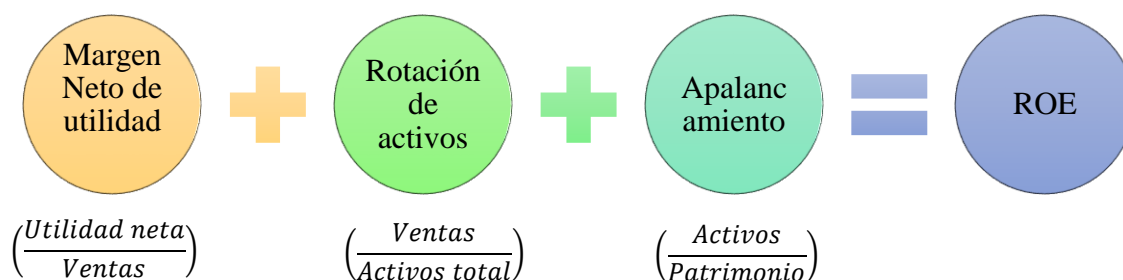 Margen
Neto de
utilidad
+
Rotación
de
activos
+
Apalanc
amiento
=
ROE
(Utilidad neta / Ventas)
(Ventas / Activos total)
(Activos / Patrimonio)